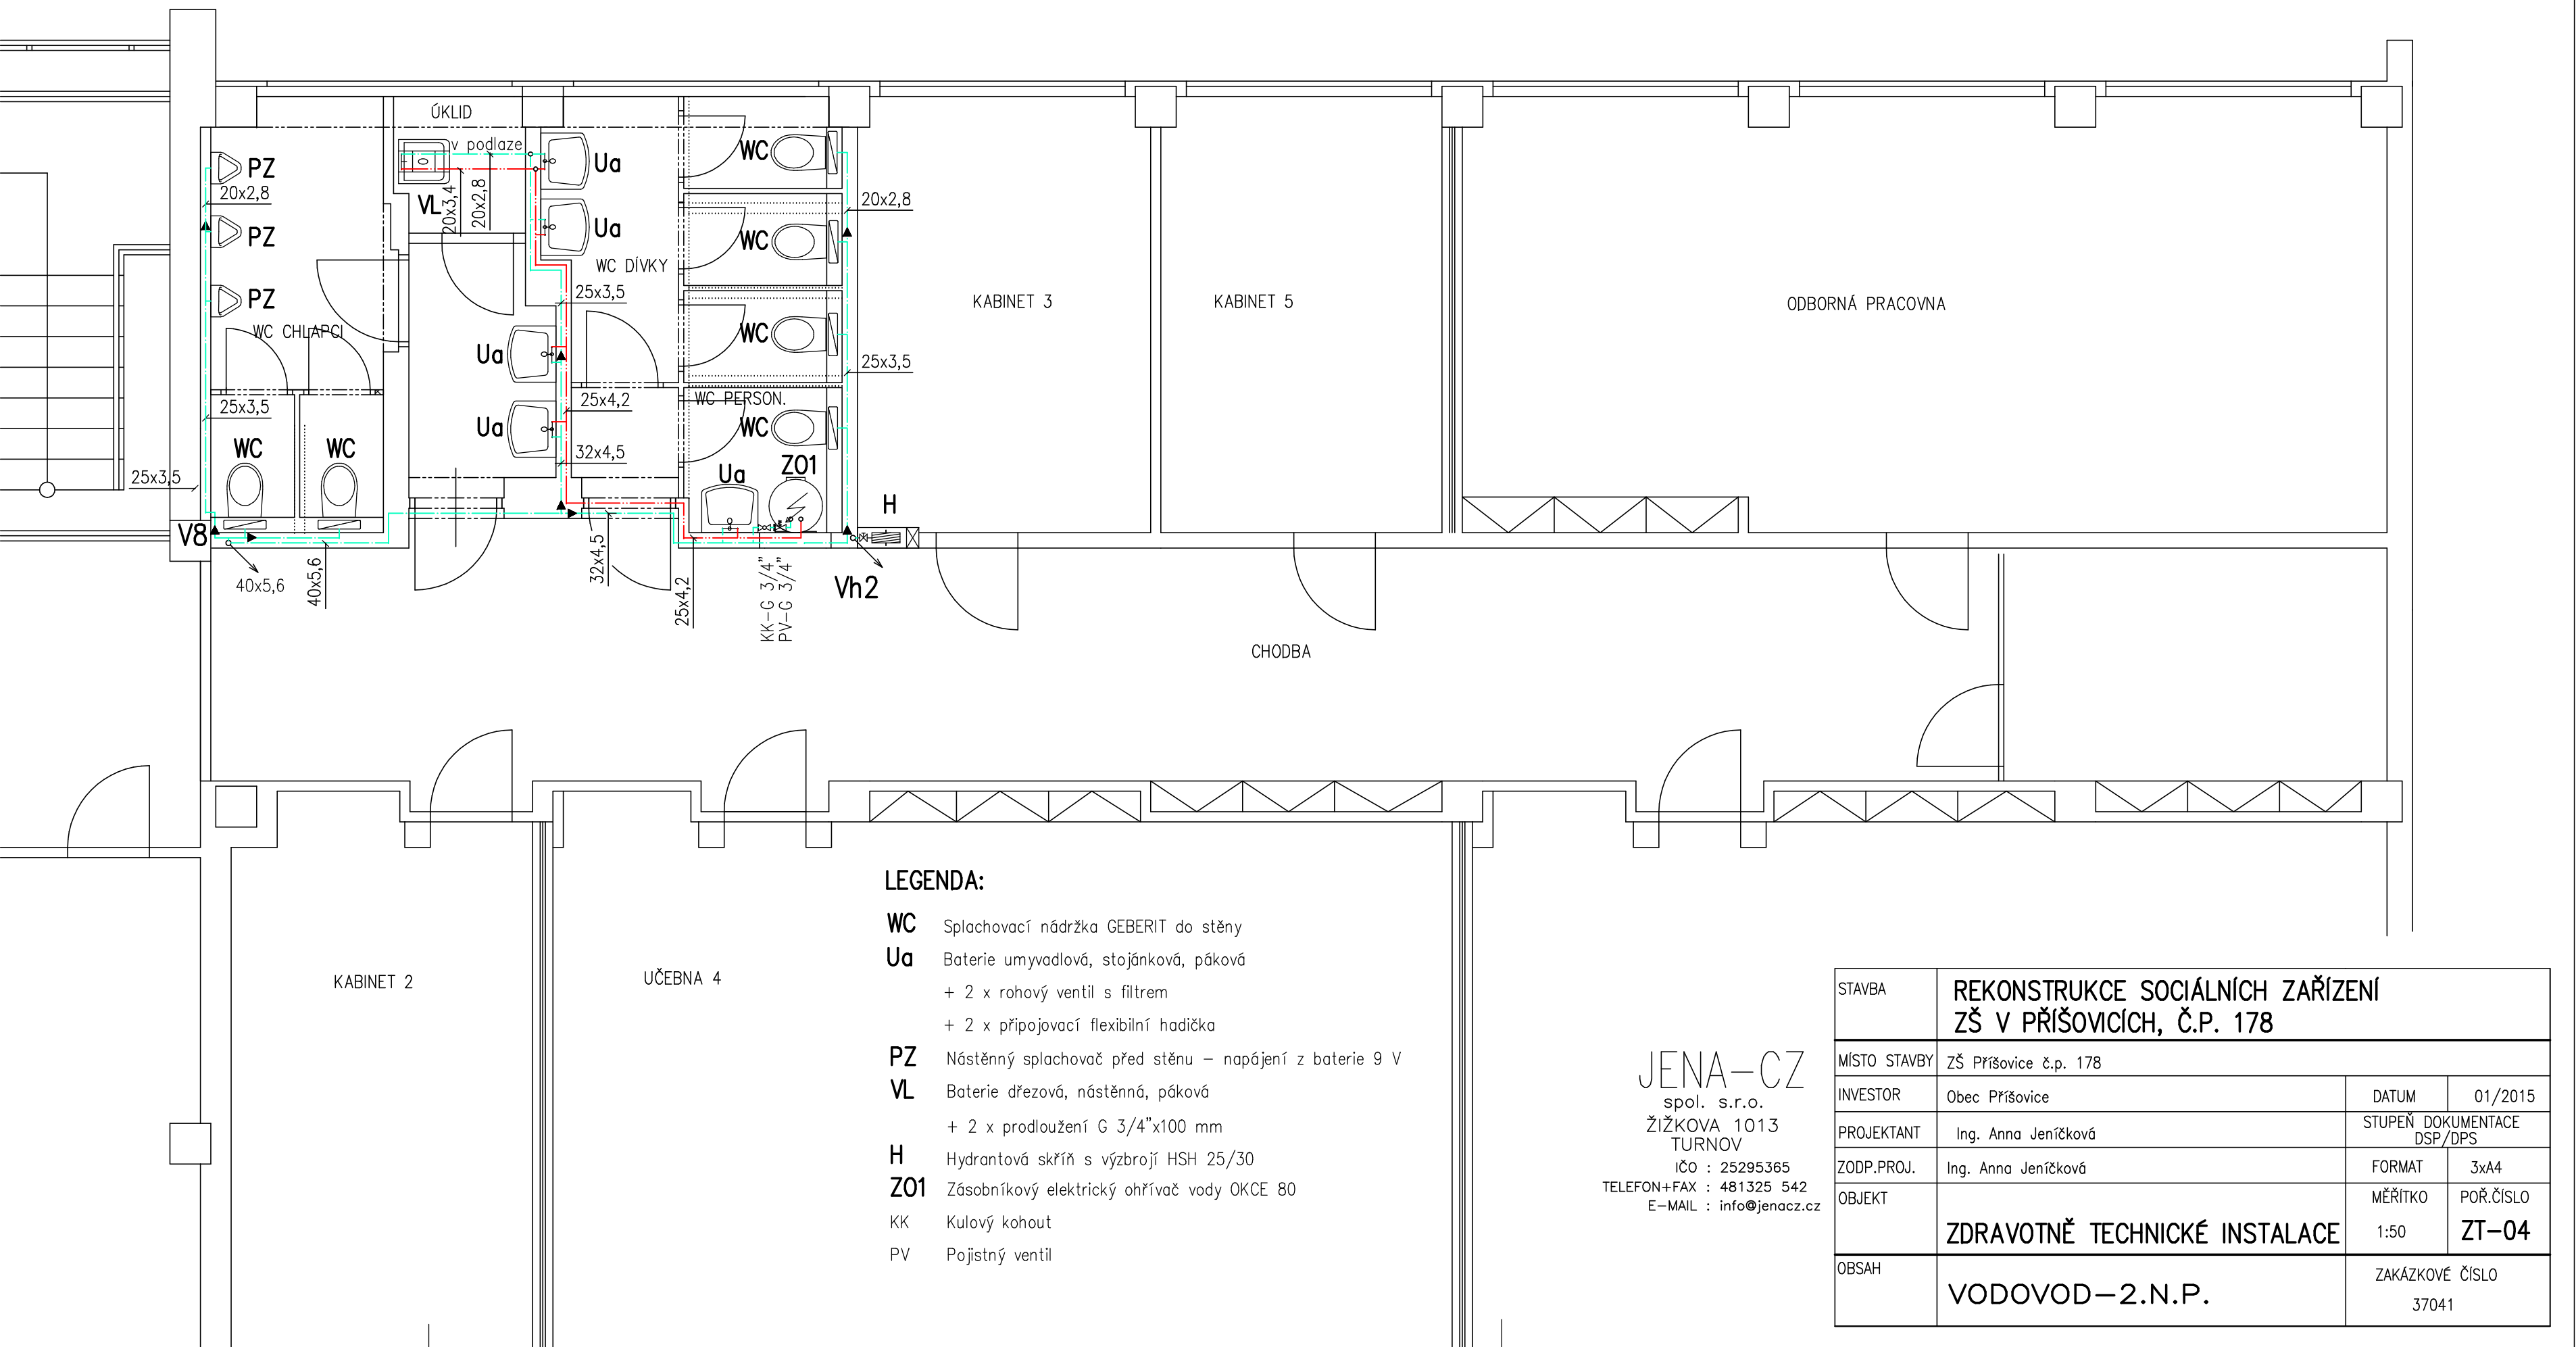 ÚKLID
v podlaze
PZ
20x2,8
PZ
PZ
WC CHLAPCI
25x3,5
WC
WC
25x3,5
V8
40x5,6
40x5,6
VL
20x3,4
20x2,8
Ua
Ua
WC DÍVKY
25x3,5
Ua
Ua
25x4,2
32x4,5
32x4,5
25x4,2
WC
WC
WC
WC PERSON.
WC
Ua
ZO1
KK-G 3/4"
PV-G 3/4"
20x2,8
25x3,5
H
Vh2
KABINET 3
KABINET 5
ODBORNÁ PRACOVNA
CHODBA
KABINET 2
UČEBNA 4
LEGENDA:
WC Splachovací nádržka GEBERIT do stěny
Ua Baterie umyvadlová, stojánková, páková
+ 2 x rohový ventil s filtrem
+ 2 x připojovací flexibilní hadička
PZ Nástěnný splachovač před stěnu – napájení z baterie 9 V
VL Baterie dřezová, nástěnná, páková
+ 2 x prodloužení G 3/4"x100 mm
H Hydrantová skříň s výzbrojí HSH 25/30
ZO1 Zásobníkový elektrický ohřívač vody OKCE 80
KK Kulový kohout
PV Pojistný ventil
JENA-CZ
spol. s.r.o.
ŽIŽKOVA 1013
TURNOV
IČO : 25295365
TELEFON+FAX : 481325 542
E-MAIL : info@jenacz.cz
STAVBA
REKONSTRUKCE SOCIÁLNÍCH ZAŘÍZENÍ
ZŠ V PŘÍŠOVICÍCH, Č.P. 178
MÍSTO STAVBY ZŠ Příšovice č.p. 178
INVESTOR Obec Příšovice DATUM 01/2015
PROJEKTANT Ing. Anna Jeníčková
STUPEŇ DOKUMENTACE
DSP/DPS
ZODP.PROJ. Ing. Anna Jeníčková FORMAT 3xA4
OBJEKT MĚŘÍTKO POŘ.ČÍSLO
ZDRAVOTNĚ TECHNICKÉ INSTALACE 1:50 ZT-04
OBSAH
VODOVOD-2.N.P.
ZAKÁZKOVÉ ČÍSLO
37041